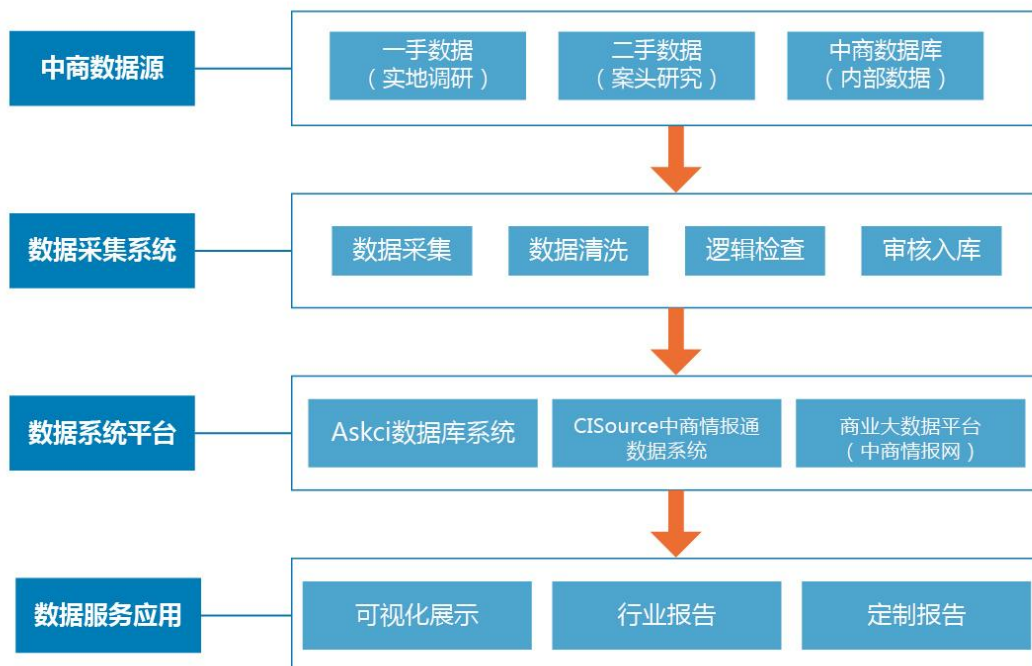 中商数据源
一手数据
（实地调研）
二手数据
（案头研究）
中商数据库
（内部数据）
数据采集系统
数据采集
数据清洗
逻辑检查
审核入库
数据系统平台
Askci数据库系统
CISource中商情报通
数据系统
商业大数据平台
（中商情报网）
数据服务应用
可视化展示
行业报告
定制报告